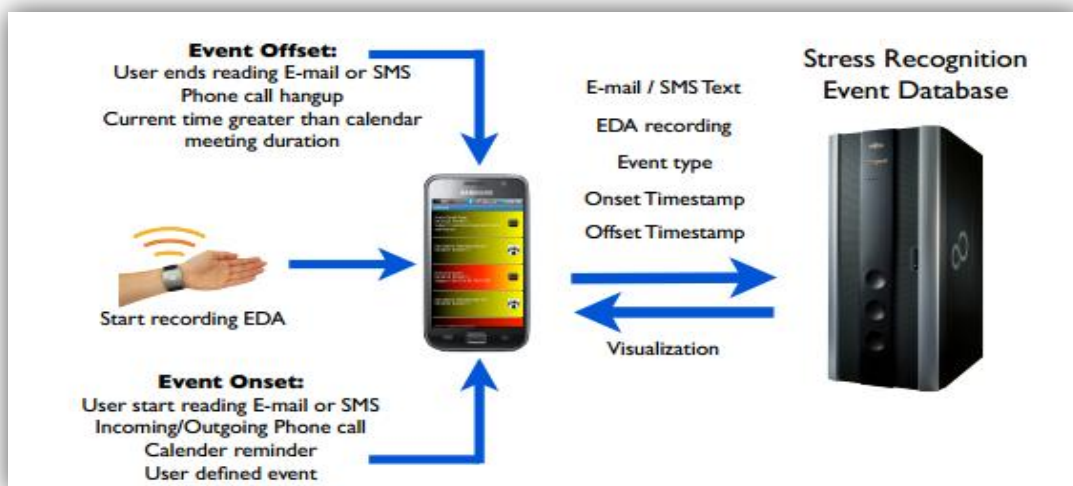 Event Offset:
User ends reading E-mail or SMS
Phone call hangup
Current time greater than calendar
meeting duration
Start recording EDA
Event Onset:
User start reading E-mail or SMS
Incoming/Outgoing Phone call
Calender reminder
User defined event
SAMSUNG
E-mail / SMS Text
EDA recording
Event type
Onset Timestamp
Offset Timestamp
Visualization
Stress Recognition
Event Database